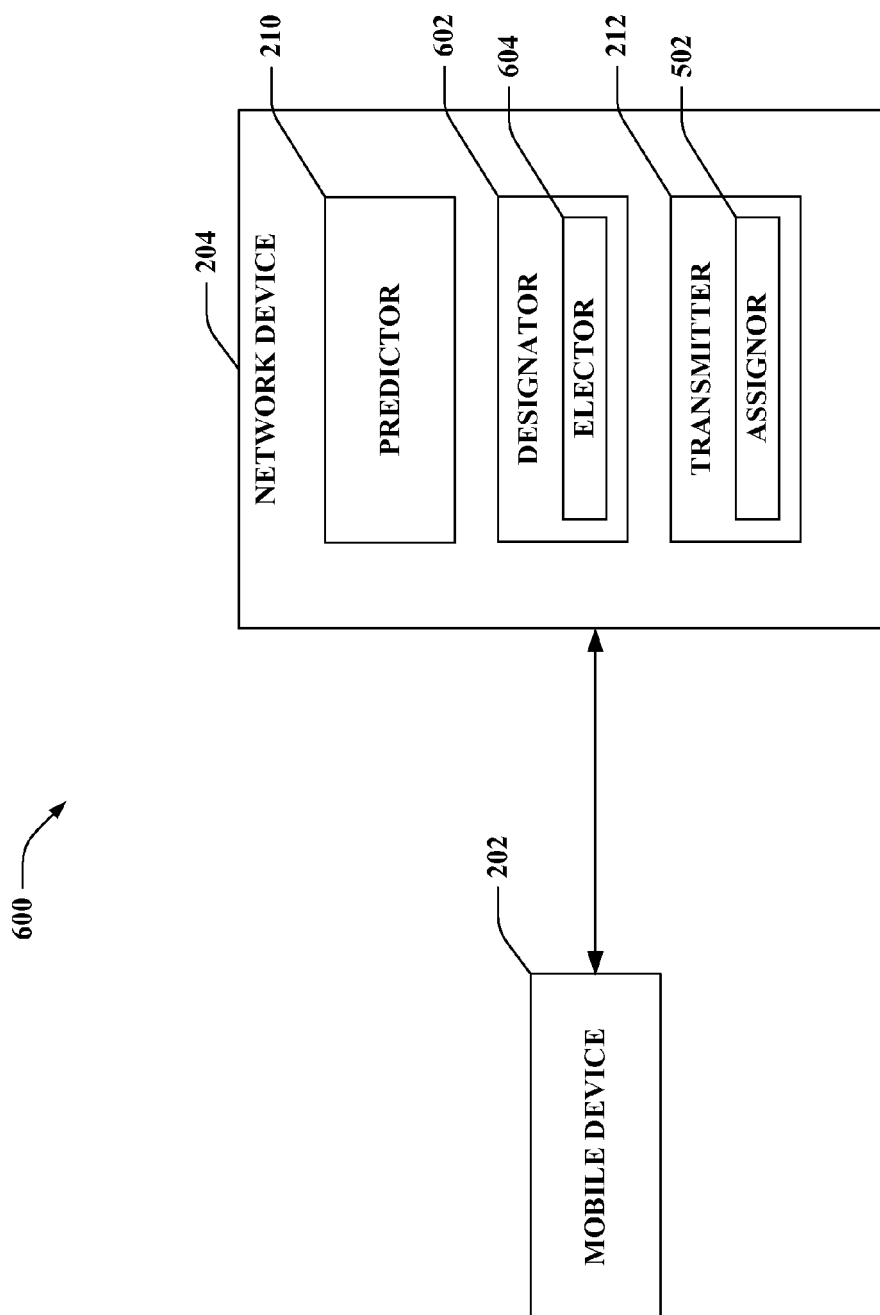 600
202
MOBILE DEVICE
204
NETWORK DEVICE
210
PREDICTOR
602
DESIGNATOR
604
ELECTOR
212
TRANSMITTER
502
ASSIGNOR